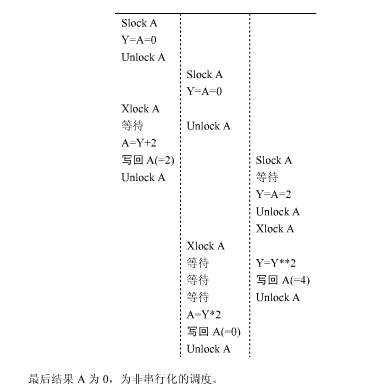 Slock A
Y=A=0
Unlock A
Slock A
Y=A=0
Xlock A
等待 Unlock A
A=Y+2
写回 A(=2) Slock A
Unlock A 等待
Y=A=2
Unlock A
Xlock A
Xlock A
等待 Y=Y**2
等待 写回 A(=4)
等待 Unlock A
A=Y*2
写回 A(=0)
Unlock A
最后结果 A 为 0，为非串行化的调度。